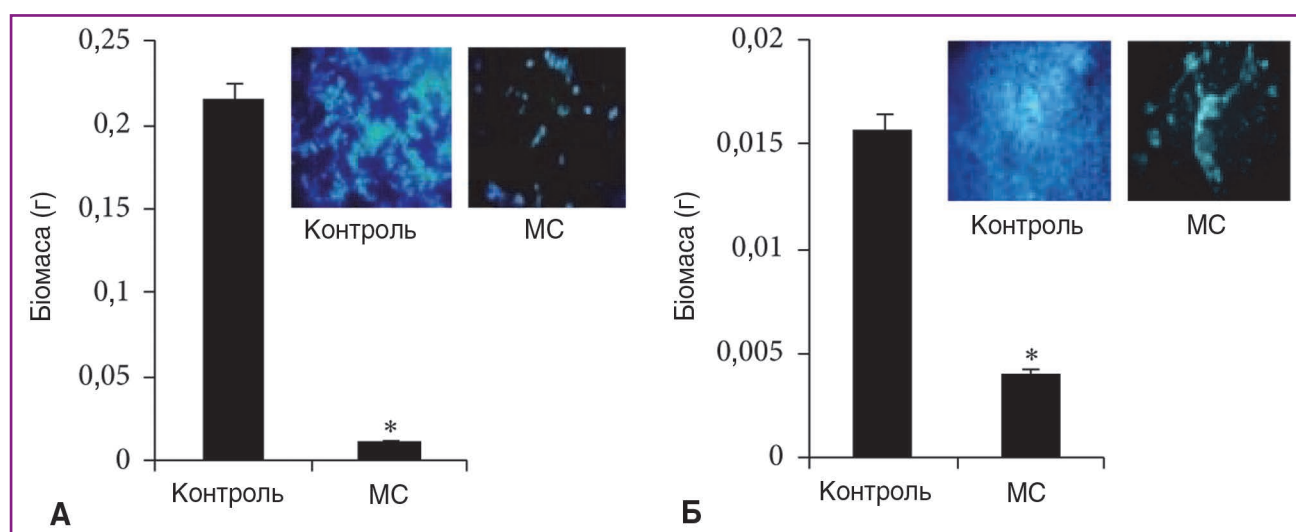 0,25
0,2
0,15
0,1
0,05
0
Біомаса (г)
Контроль
МС
*
Контроль
МС
А
0,02
0,015
0,01
0,005
0
Біомаса (г)
Контроль
МС
*
Контроль
МС
Б